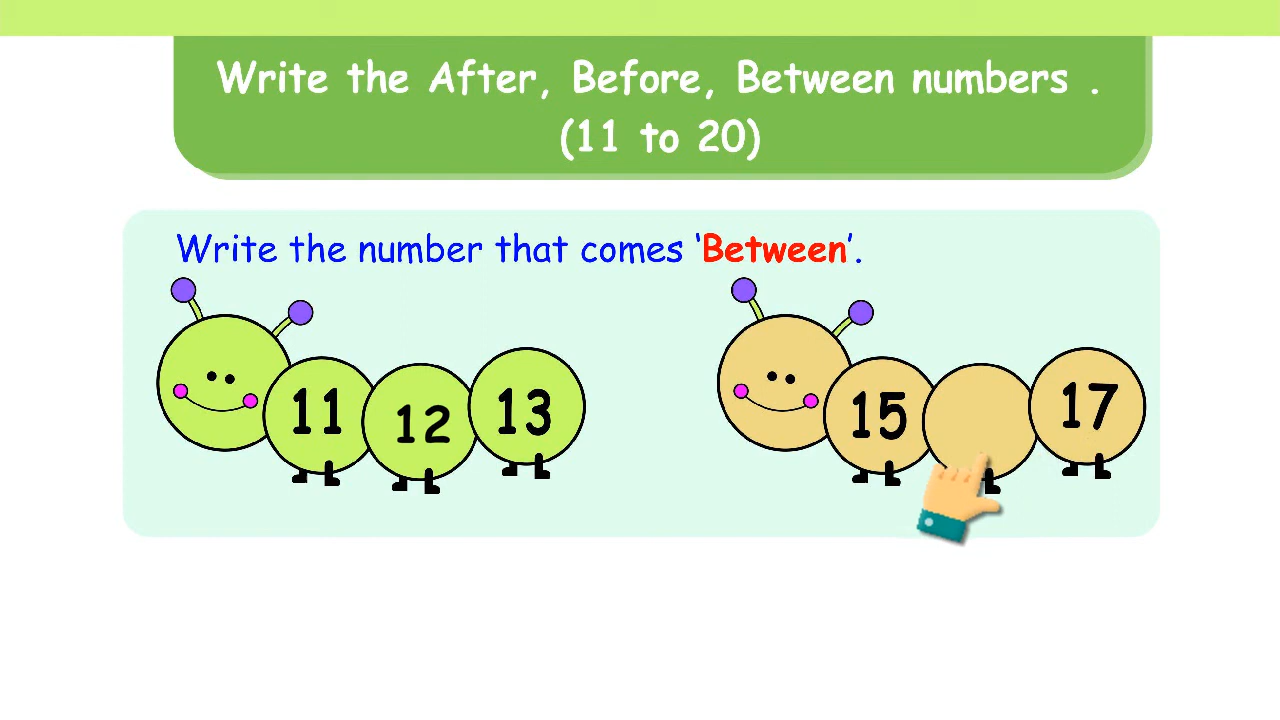 Write the After, Before, Between numbers .
(11 to 20)
Write the number that comes ‘Between’.
11 12 13 15 17